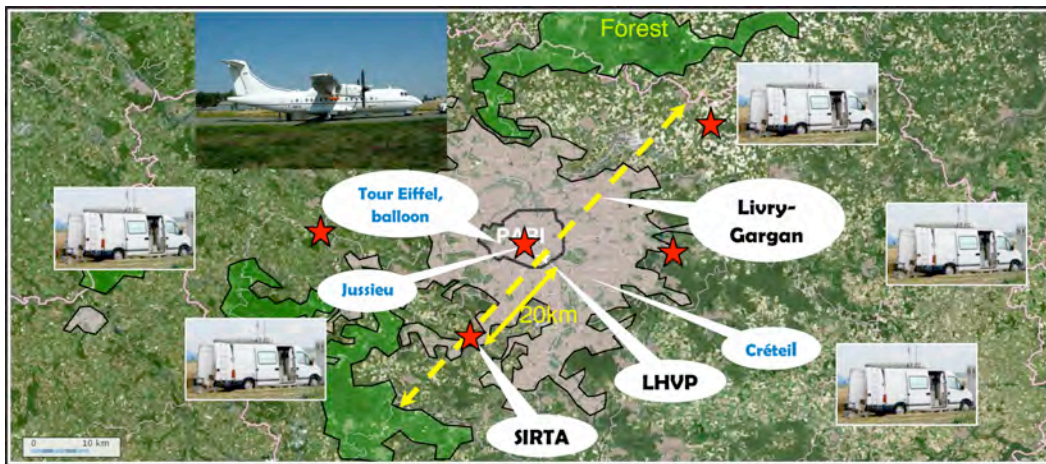 Forest
Tour Eiffel,
balloon
PARI
Livry-
Gargan
Jussieu
20km
Créteil
LHVP
SIRTA
0 10 km